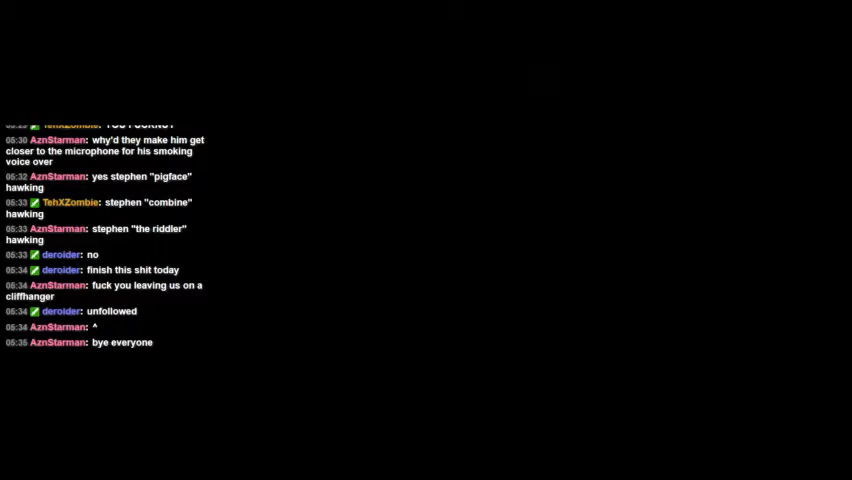 05:30 AznStarman: why'd they make him get
closer to the microphone for his smoking
voice over
05:32 AznStarman: yes stephen "pigface"
hawking
05:33 TehXZombie: stephen "combine"
hawking
05:33 AznStarman: stephen "the riddler"
hawking
05:33 deroider: no
05:34 deroider: finish this shit today
05:34 AznStarman: fuck you leaving us on a
cliffhanger
05:34 deroider: unfollowed
05:34 AznStarman: ^
05:35 AznStarman: bye everyone